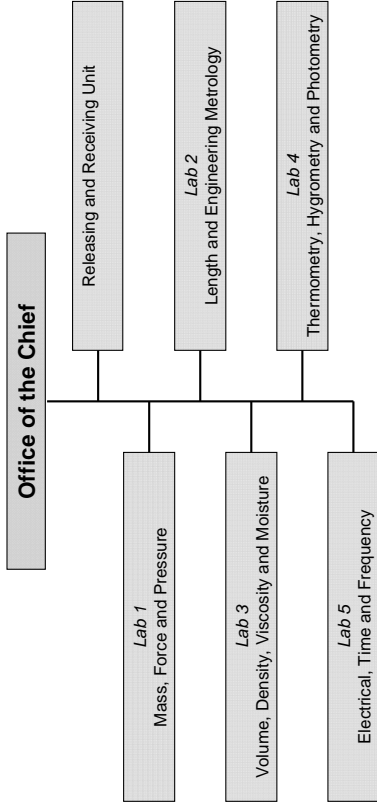 Office of the Chief
Releasing and Receiving Unit
Lab 1
Mass, Force and Pressure
Lab 2
Length and Engineering Metrology
Lab 3
Volume, Density, Viscosity and Moisture
Lab 4
Thermometry, Hygrometry and Photometry
Lab 5
Electrical, Time and Frequency